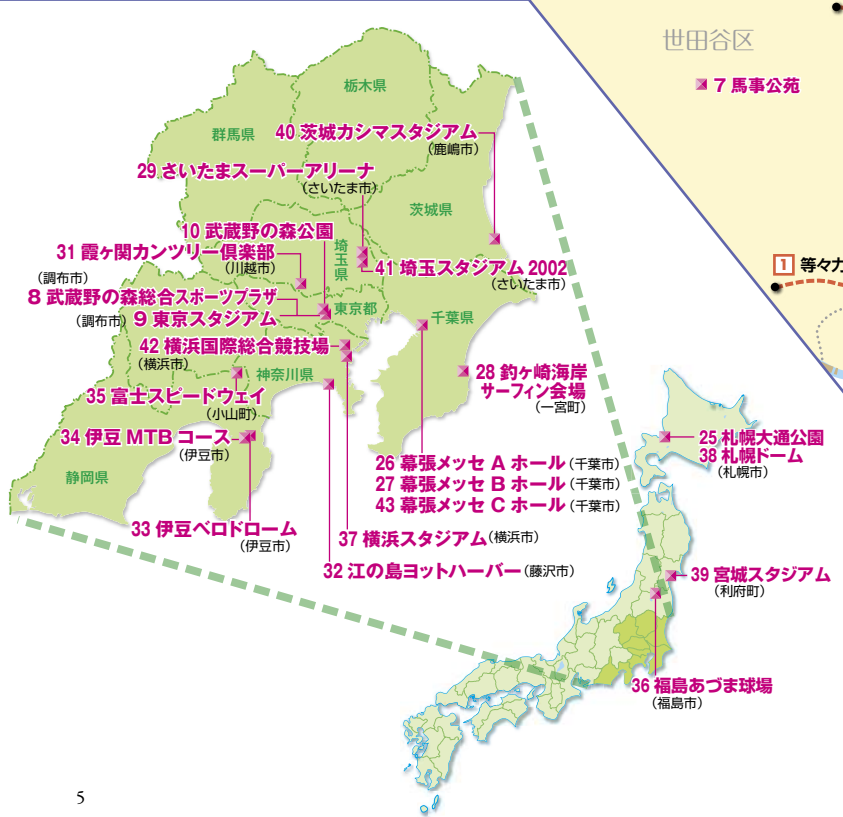 世田谷区
7 馬事公苑
1 等々力
栃木県
群馬県
40 茨城カシマスタジアム
(鹿嶋市)
29 さいたまスーパーアリーナ
(さいたま市)
茨城県
10 武蔵野の森公園
31 霞ヶ関カンツリー倶楽部
(川越市)
埼玉県
41 埼玉スタジアム 2002
(さいたま市)
(調布市)
8 武蔵野の森総合スポーツプラザ
(調布市)
9 東京スタジアム
東京都
千葉県
42 横浜国際総合競技場
(横浜市)
神奈川県
28 釣ヶ崎海岸
サーフィン会場
(一宮町)
35 富士スピードウェイ
(小山町)
34 伊豆 MTB コース
(伊豆市)
静岡県
26 幕張メッセ A ホール (千葉市)
27 幕張メッセ B ホール (千葉市)
43 幕張メッセ C ホール (千葉市)
33 伊豆ベロドローム
(伊豆市)
37 横浜スタジアム (横浜市)
32 江の島ヨットハーバー (藤沢市)
25 札幌大通公園
38 札幌ドーム
(札幌市)
39 宮城スタジアム
(利府町)
36 福島あづま球場
(福島市)
5